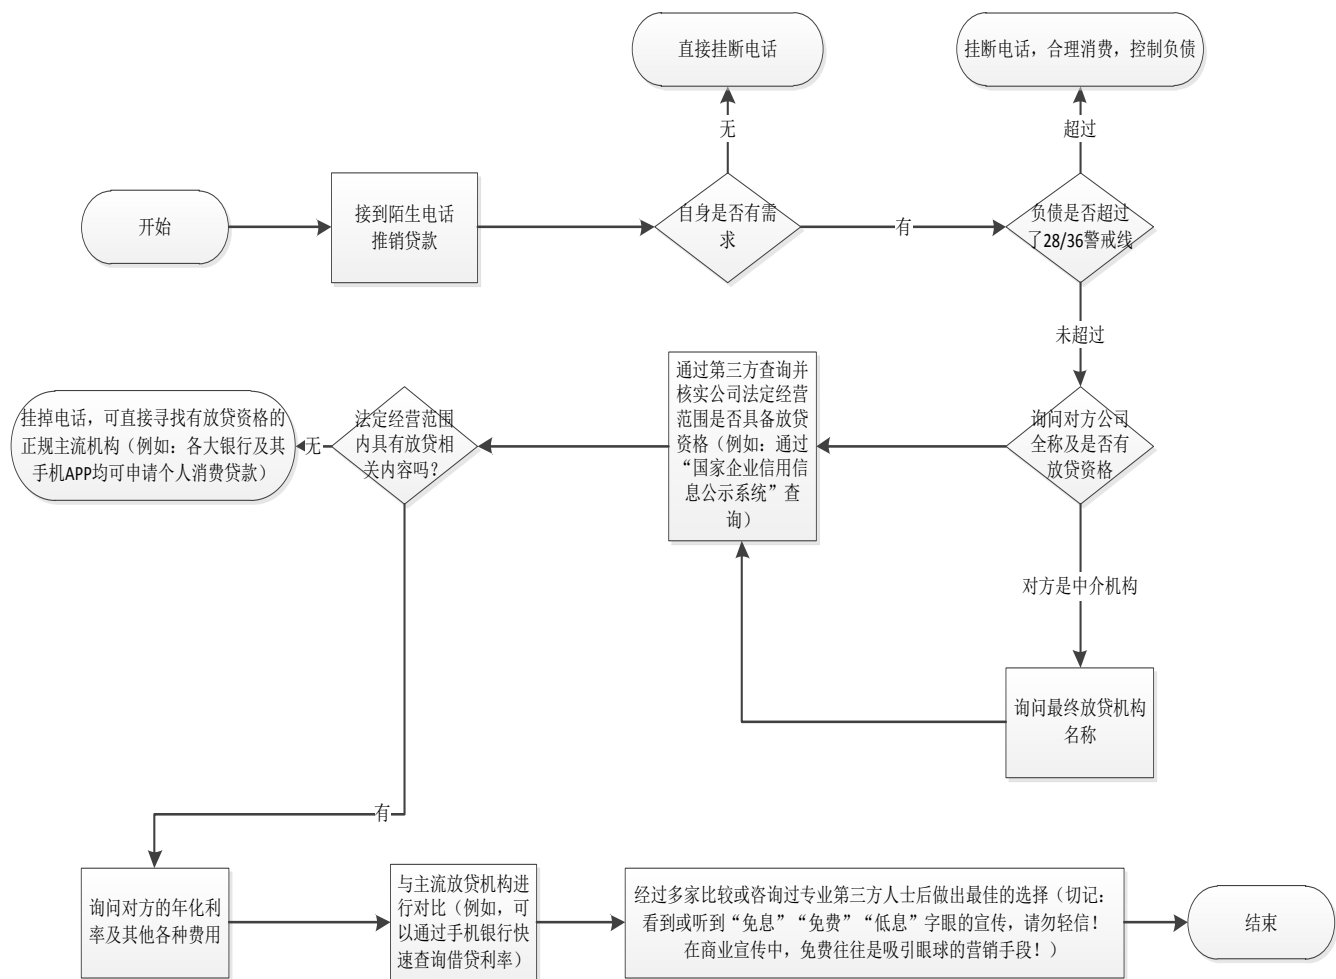 直接挂断电话
挂断电话，合理消费，控制负债
无
超过
开始
接到陌生电话
推销贷款
自身是否有需
求
有
负债是否超过
了28/36警戒线
未超过
挂掉电话，可直接寻找有放贷资格的
正规主流机构（例如：各大银行及其
手机APP均可申请个人消费贷款）
无
法定经营范围
内具有放贷相
关内容吗？
通过第三方查询并
核实公司法定经营
范围是否具备放贷
资格（例如：通过
“国家企业信用信
息公示系统”查
询）
询问对方公司
全称及是否有
放贷资格
对方是中介机构
询问最终放贷机构
名称
有
询问对方的年化利
率及其他各种费用
与主流放贷机构进
行对比（例如，可
以通过手机银行快
速查询借贷利率）
经过多家比较或咨询过专业第三方人士后做出最佳的选择（切记：
看到或听到“免息”“免费”“低息”字眼的宣传，请勿轻信！
在商业宣传中，免费往往是吸引眼球的营销手段！）
结束